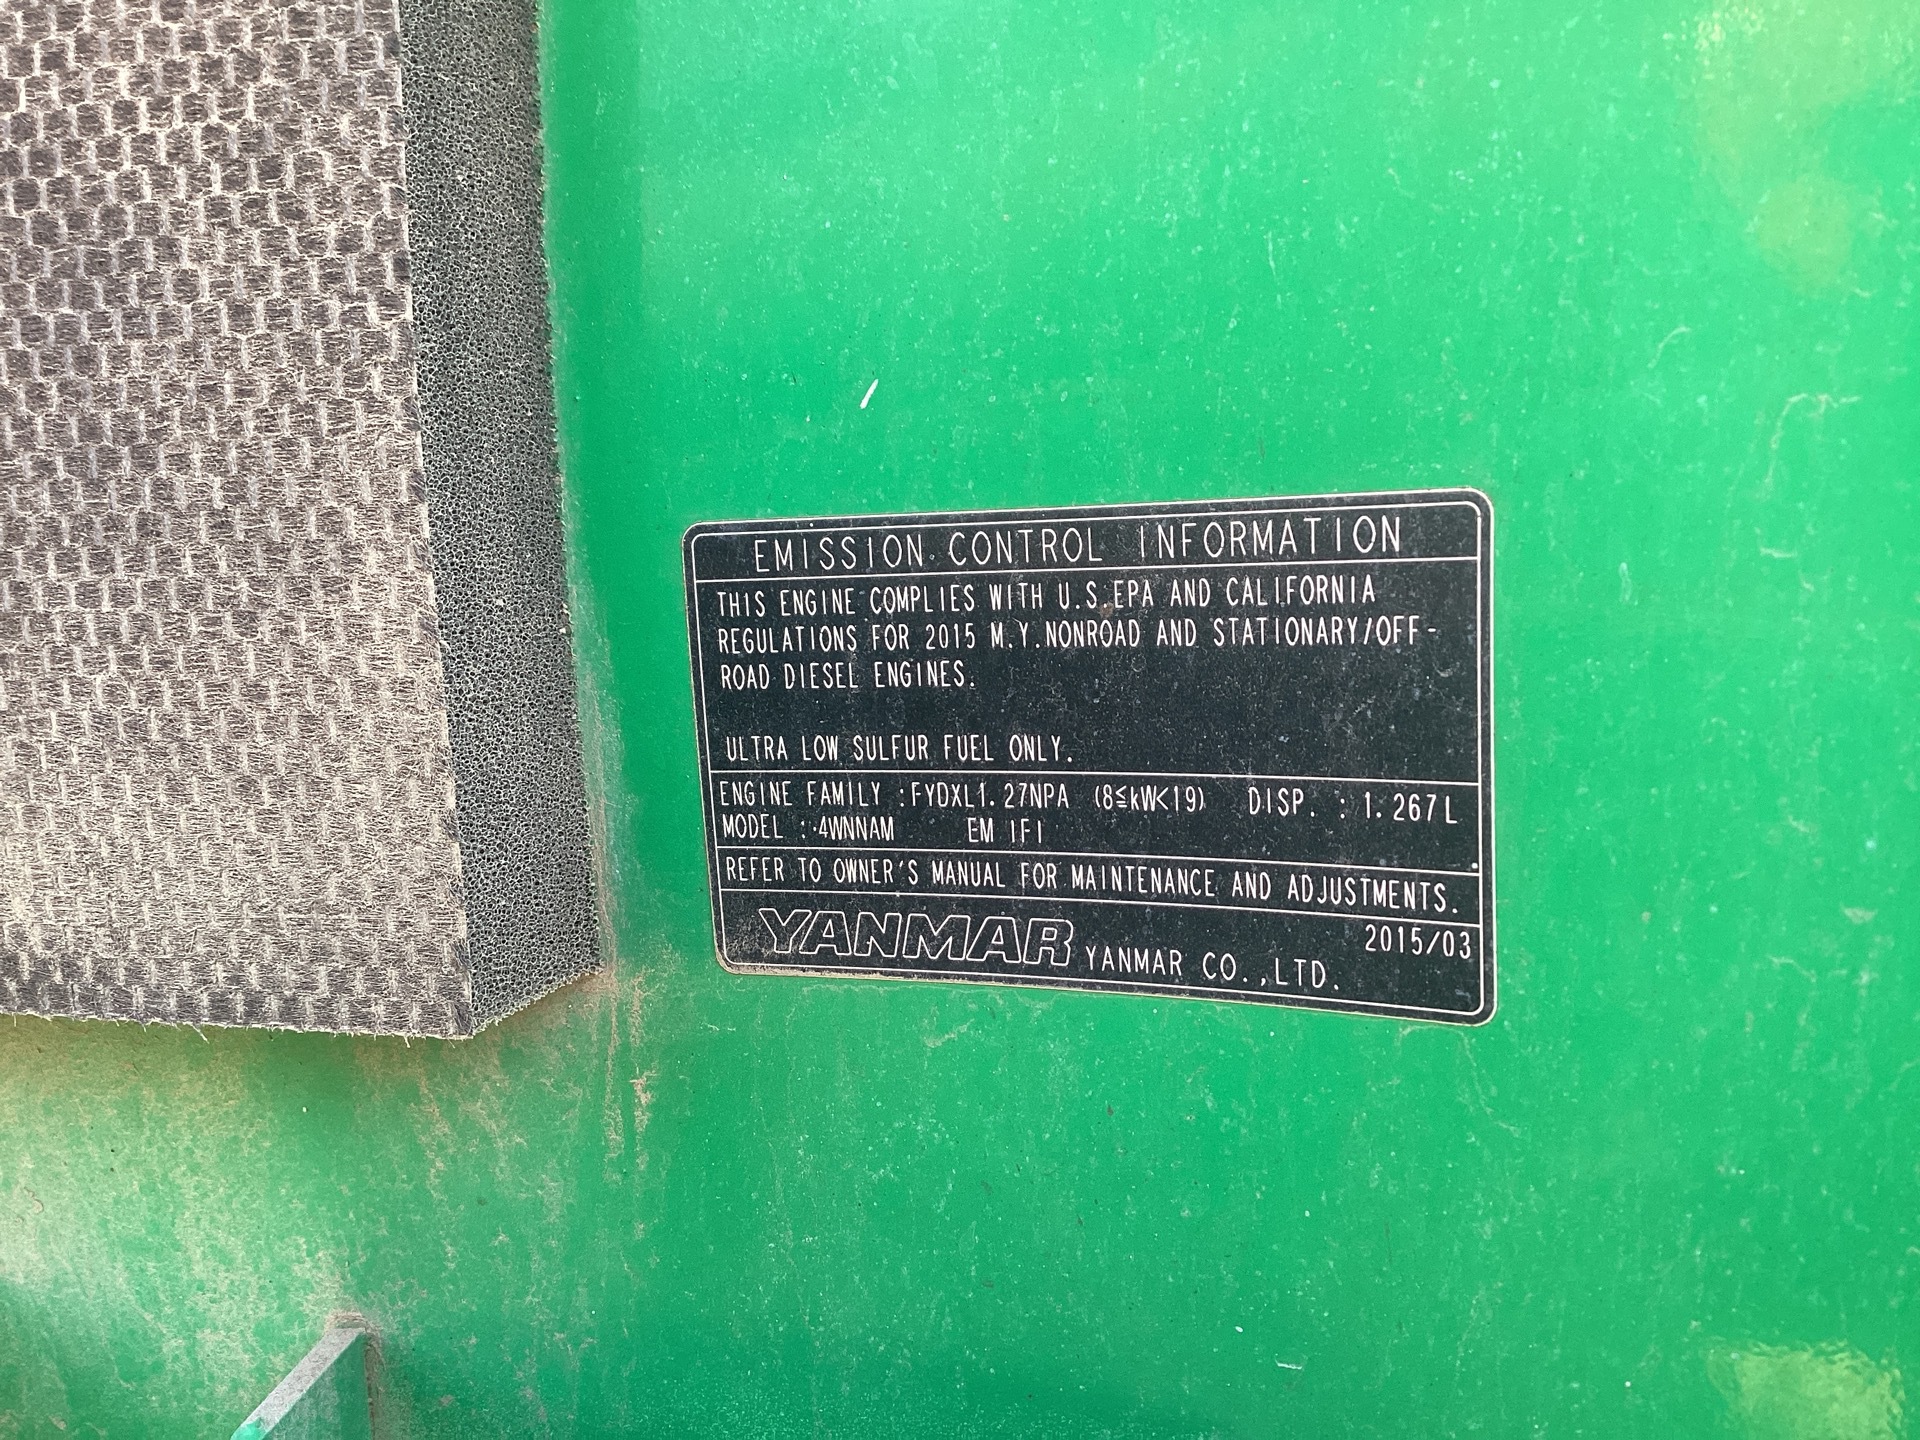 EMISSION CONTROL INFORMATION
THIS ENGINE COMPLIES WITH U.S.EPA AND CALIFORNIA
REGULATIONS FOR 2015 M.Y.NONROAD AND STATIONARY/OFF-
ROAD DIESEL ENGINES.
ULTRA LOW SULFUR FUEL ONLY.
ENGINE FAMILY :FYDXL1.27NPA (8≦kW<19) DISP. : 1.267L
MODEL :4WNNAM EM IFI
REFER TO OWNER'S MANUAL FOR MAINTENANCE AND ADJUSTMENTS.
2015/03
YANMAR YANMAR CO.,LTD.